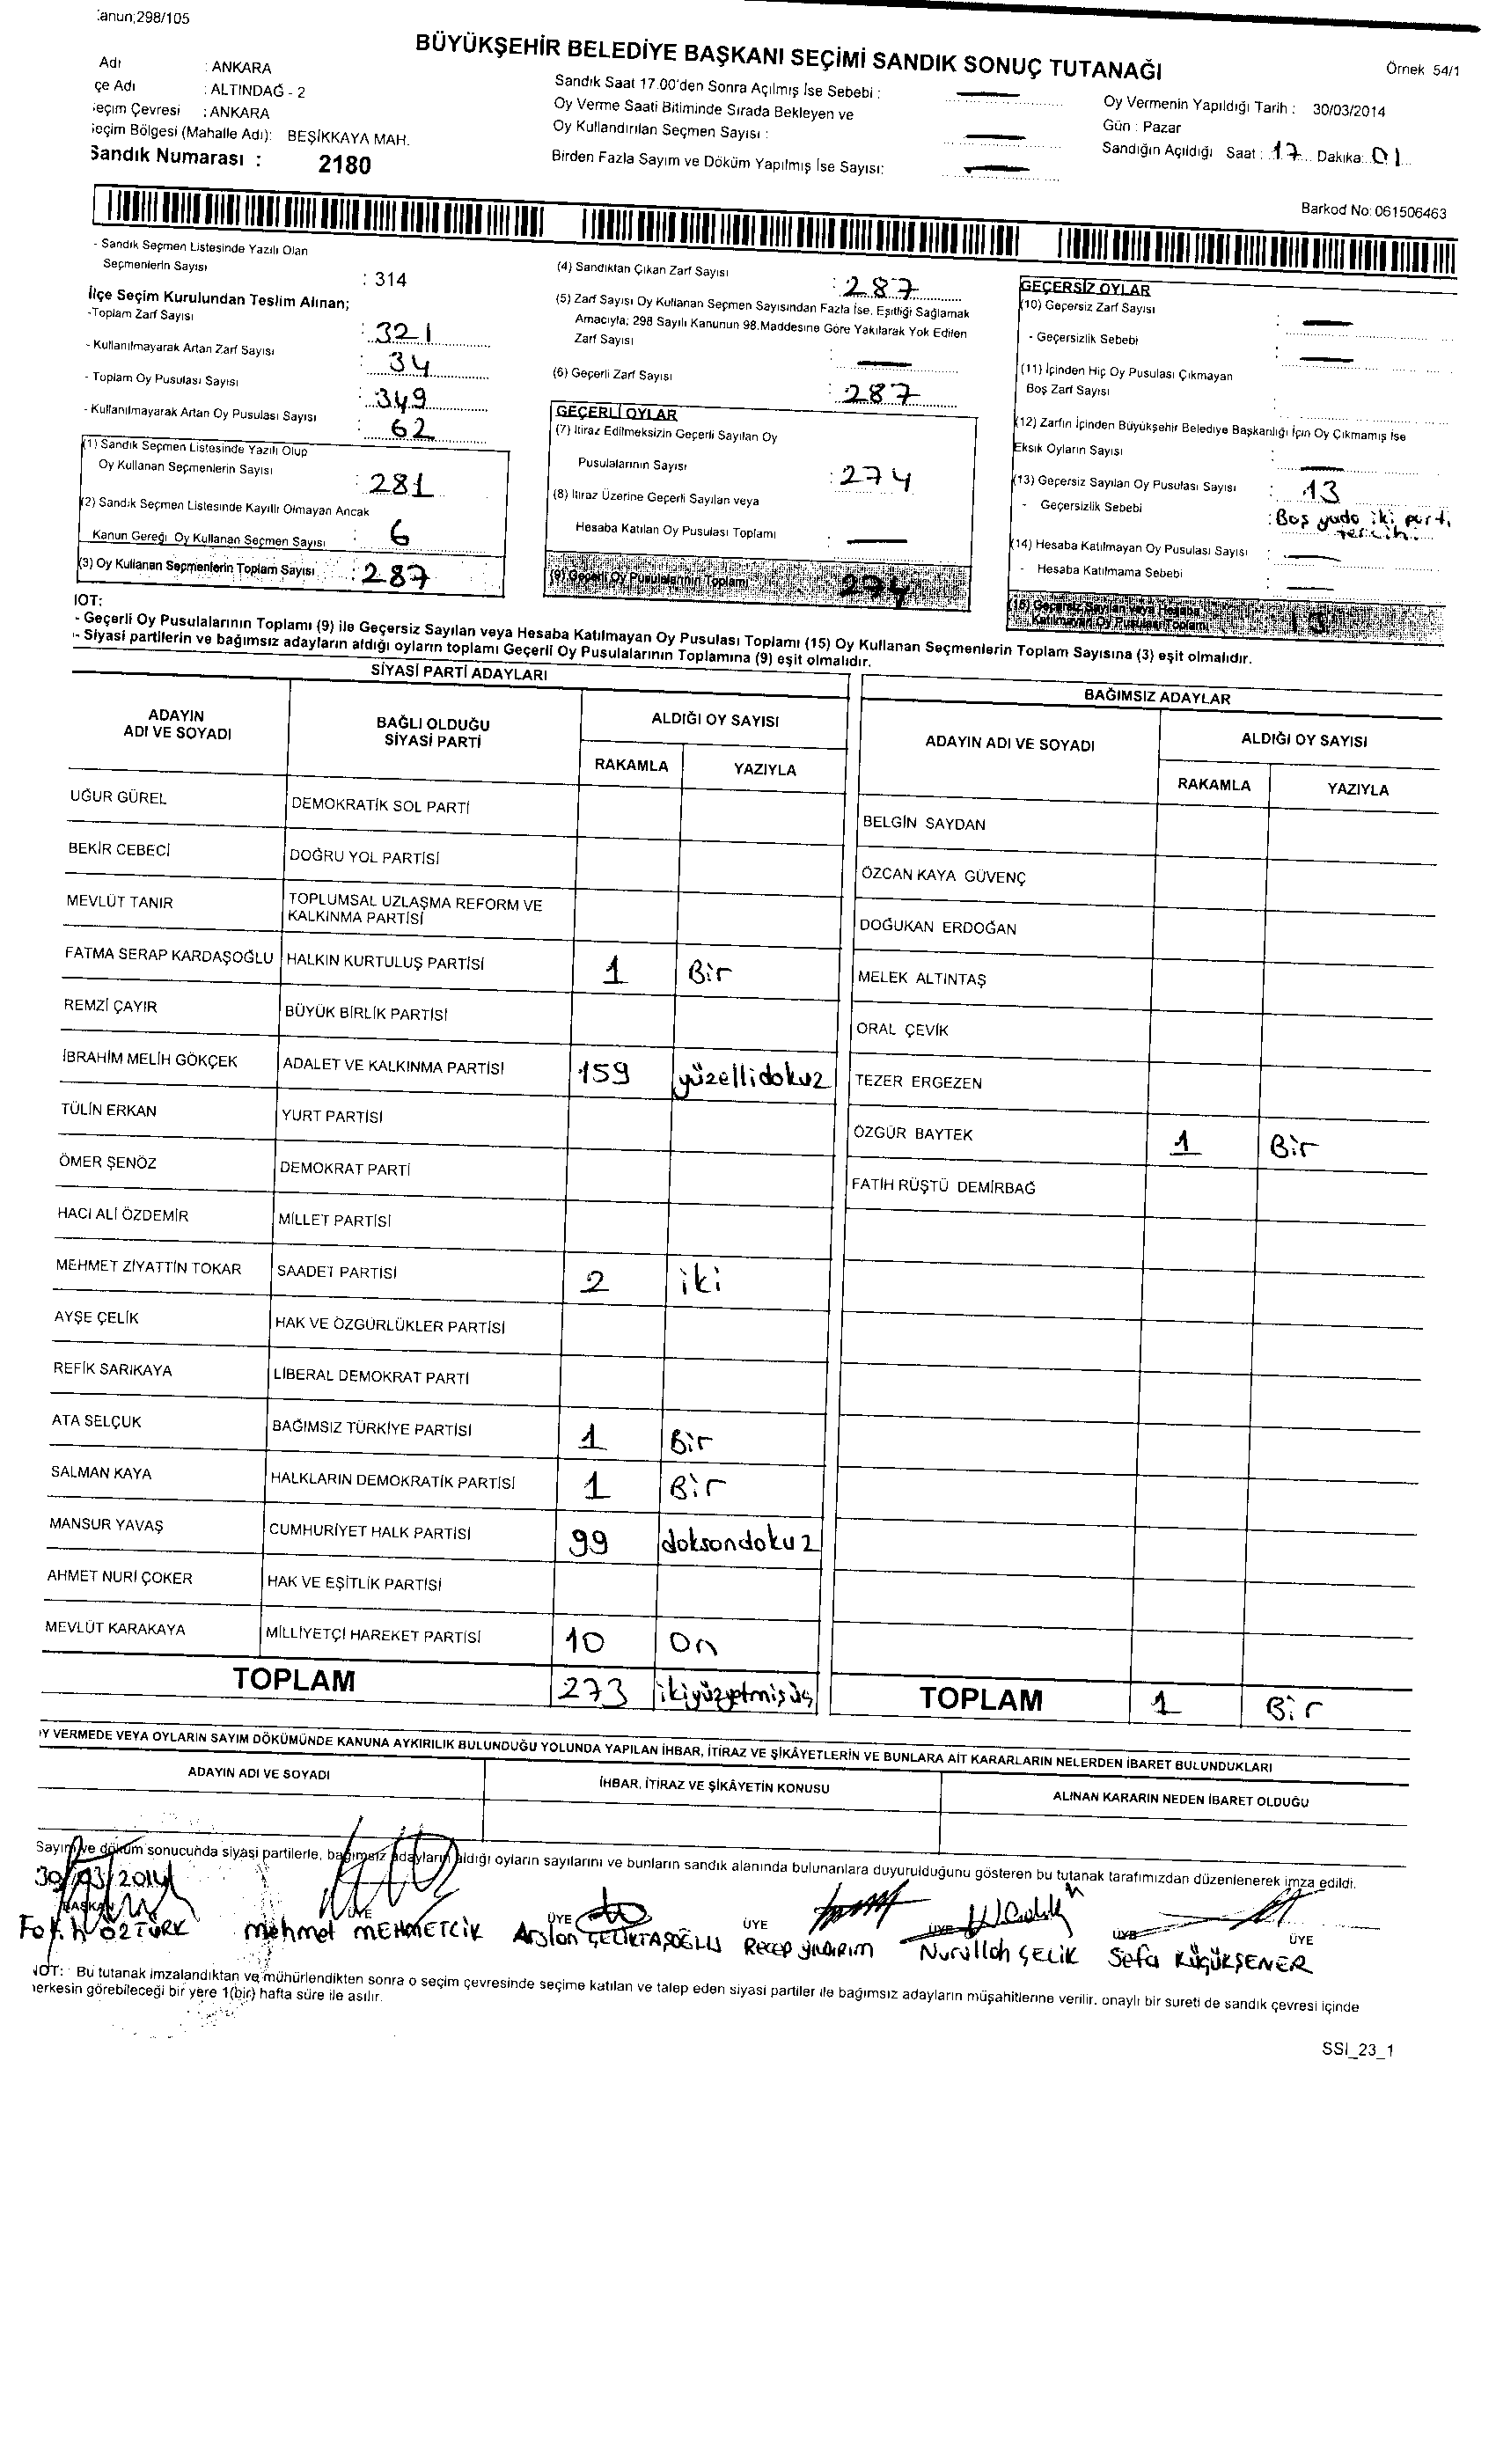 anun;298/105
BÜYÜKŞEHİR BELEDİYE BAŞKANI SEÇİMİ SANDIK SONUÇ TUTANAĞI
Örnek 54/1
Adı : ANKARA
çe Adı : ALTINDAĞ - 2
eçim Çevresi : ANKARA
eçim Bölgesi (Mahalle Adı): BEŞİKKAYA MAH.
Sandık Numarası : 2180
Sandık Saat 17.00'den Sonra Açılmış İse Sebebi :
Oy Verme Saati Bitiminde Sırada Bekleyen ve
Oy Kullandırılan Seçmen Sayısı :
Birden Fazla Sayım ve Döküm Yapılmış İse Sayısı:
Oy Vermenin Yapıldığı Tarih : 30/03/2014
Gün : Pazar
Sandığın Açıldığı Saat : 17 Dakika: 01
Barkod No: 061506463
- Sandık Seçmen Listesinde Yazılı Olan
Seçmenlerin Sayısı : 314
İlçe Seçim Kurulundan Teslim Alınan;
-Toplam Zarf Sayısı : 321
- Kullanılmayarak Artan Zarf Sayısı : 34
- Toplam Oy Pusulası Sayısı : 349
- Kullanılmayarak Artan Oy Pusulası Sayısı : 62
(1) Sandık Seçmen Listesinde Yazılı Olup
Oy Kullanan Seçmenlerin Sayısı : 281
(2) Sandık Seçmen Listesinde Kayıtlı Olmayan Ancak
Kanun Gereği Oy Kullanan Seçmen Sayısı : 6
(3) Oy Kullanan Seçmenlerin Toplam Sayısı : 287
(4) Sandıktan Çıkan Zarf Sayısı : 287
(5) Zarf Sayısı Oy Kullanan Seçmen Sayısından Fazla İse, Eşitliği Sağlamak
Amacıyla; 298 Sayılı Kanunun 98.Maddesine Göre Yakılarak Yok Edilen
Zarf Sayısı :
(6) Geçerli Zarf Sayısı : 287
GEÇERLİ OYLAR
(7) İtiraz Edilmeksizin Geçerli Sayılan Oy
Pusulalarının Sayısı : 274
(8) İtiraz Üzerine Geçerli Sayılan veya
Hesaba Katılan Oy Pusulası Toplamı :
(9) Geçerli Oy Pusulalarının Toplamı 274
GEÇERSİZ OYLAR
(10) Geçersiz Zarf Sayısı :
- Geçersizlik Sebebi :
(11) İçinden Hiç Oy Pusulası Çıkmayan
Boş Zarf Sayısı :
(12) Zarfın İçinden Büyükşehir Belediye Başkanlığı İçin Oy Çıkmamış İse
Eksik Oyların Sayısı :
(13) Geçersiz Sayılan Oy Pusulası Sayısı : 13
- Geçersizlik Sebebi : Boş yada iki parti
tercihi
(14) Hesaba Katılmayan Oy Pusulası Sayısı :
- Hesaba Katılmama Sebebi :
(15) Geçersiz Sayılan veya Hesaba
Katılmayan Oy Pusulası Toplamı 13
NOT:
- Geçerli Oy Pusulalarının Toplamı (9) ile Geçersiz Sayılan veya Hesaba Katılmayan Oy Pusulası Toplamı (15) Oy Kullanan Seçmenlerin Toplam Sayısına (3) eşit olmalıdır.
- Siyasi partilerin ve bağımsız adayların aldığı oyların toplamı Geçerli Oy Pusulalarının Toplamına (9) eşit olmalıdır.
SİYASİ PARTİ ADAYLARI
ADAYIN ADI VE SOYADI
BAĞLI OLDUĞU SİYASİ PARTİ
ALDIĞI OY SAYISI
RAKAMLA YAZIYLA
UĞUR GÜREL DEMOKRATİK SOL PARTİ
BEKİR CEBECİ DOĞRU YOL PARTİSİ
MEVLÜT TANIR TOPLUMSAL UZLAŞMA REFORM VE
KALKINMA PARTİSİ
FATMA SERAP KARDAŞOĞLU HALKIN KURTULUŞ PARTİSİ 1 Bir
REMZİ ÇAYIR BÜYÜK BİRLİK PARTİSİ
İBRAHİM MELİH GÖKÇEK ADALET VE KALKINMA PARTİSİ 159 yüzellidokuz
TÜLİN ERKAN YURT PARTİSİ
ÖMER ŞENÖZ DEMOKRAT PARTİ
HACI ALİ ÖZDEMİR MİLLET PARTİSİ
MEHMET ZİYATTİN TOKAR SAADET PARTİSİ 2 iki
AYŞE ÇELİK HAK VE ÖZGÜRLÜKLER PARTİSİ
REFİK SARIKAYA LİBERAL DEMOKRAT PARTİ
ATA SELÇUK BAĞIMSIZ TÜRKİYE PARTİSİ 1 Bir
SALMAN KAYA HALKLARIN DEMOKRATİK PARTİSİ 1 Bir
MANSUR YAVAŞ CUMHURİYET HALK PARTİSİ 99 doksandokuz
AHMET NURİ ÇOKER HAK VE EŞİTLİK PARTİSİ
MEVLÜT KARAKAYA MİLLİYETÇİ HAREKET PARTİSİ 10 On
TOPLAM 273 ikiyüzyetmişüç
BAĞIMSIZ ADAYLAR
ADAYIN ADI VE SOYADI
ALDIĞI OY SAYISI
RAKAMLA YAZIYLA
BELGİN SAYDAN
ÖZCAN KAYA GÜVENÇ
DOĞUKAN ERDOĞAN
MELEK ALTINTAŞ
ORAL ÇEVİK
TEZER ERGEZEN
ÖZGÜR BAYTEK 1 Bir
FATİH RÜŞTÜ DEMİRBAĞ
TOPLAM 1 Bir
Y VERMEDE VEYA OYLARIN SAYIM DÖKÜMÜNDE KANUNA AYKIRILIK BULUNDUĞU YOLUNDA YAPILAN İHBAR, İTİRAZ VE ŞİKÂYETLERİN VE BUNLARA AİT KARARLARIN NELERDEN İBARET BULUNDUKLARI
ADAYIN ADI VE SOYADI
İHBAR, İTİRAZ VE ŞİKÂYETİN KONUSU
ALINAN KARARIN NEDEN İBARET OLDUĞU
Sayım ve döküm sonucunda siyasi partilerle, bağımsız adayların aldığı oyların sayılarını ve bunların sandık alanında bulunanlara duyurulduğunu gösteren bu tutanak tarafımızdan düzenlenerek imza edildi.
30/03/2014
BAŞKAN ÜYE ÜYE ÜYE ÜYE ÜYE ÜYE
Fatih ÖZTÜRK Mehmet MEHMETCİK Arslan ÇELİKTAŞOĞLU Recep YILDIRIM Nurullah ÇELİK Sefa KÜÇÜKŞENER
NOT: Bu tutanak imzalandıktan ve mühürlendikten sonra o seçim çevresinde seçime katılan ve talep eden siyasi partiler ile bağımsız adayların müşahitlerine verilir, onaylı bir sureti de sandık çevresi içinde
herkesin görebileceği bir yere 1(bir) hafta süre ile asılır.
SSI_23_1